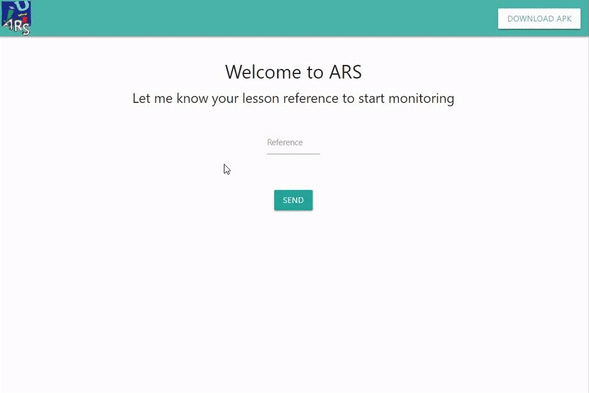 ARS
DOWNLOAD APK
Welcome to ARS
Let me know your lesson reference to start monitoring
Reference
SEND